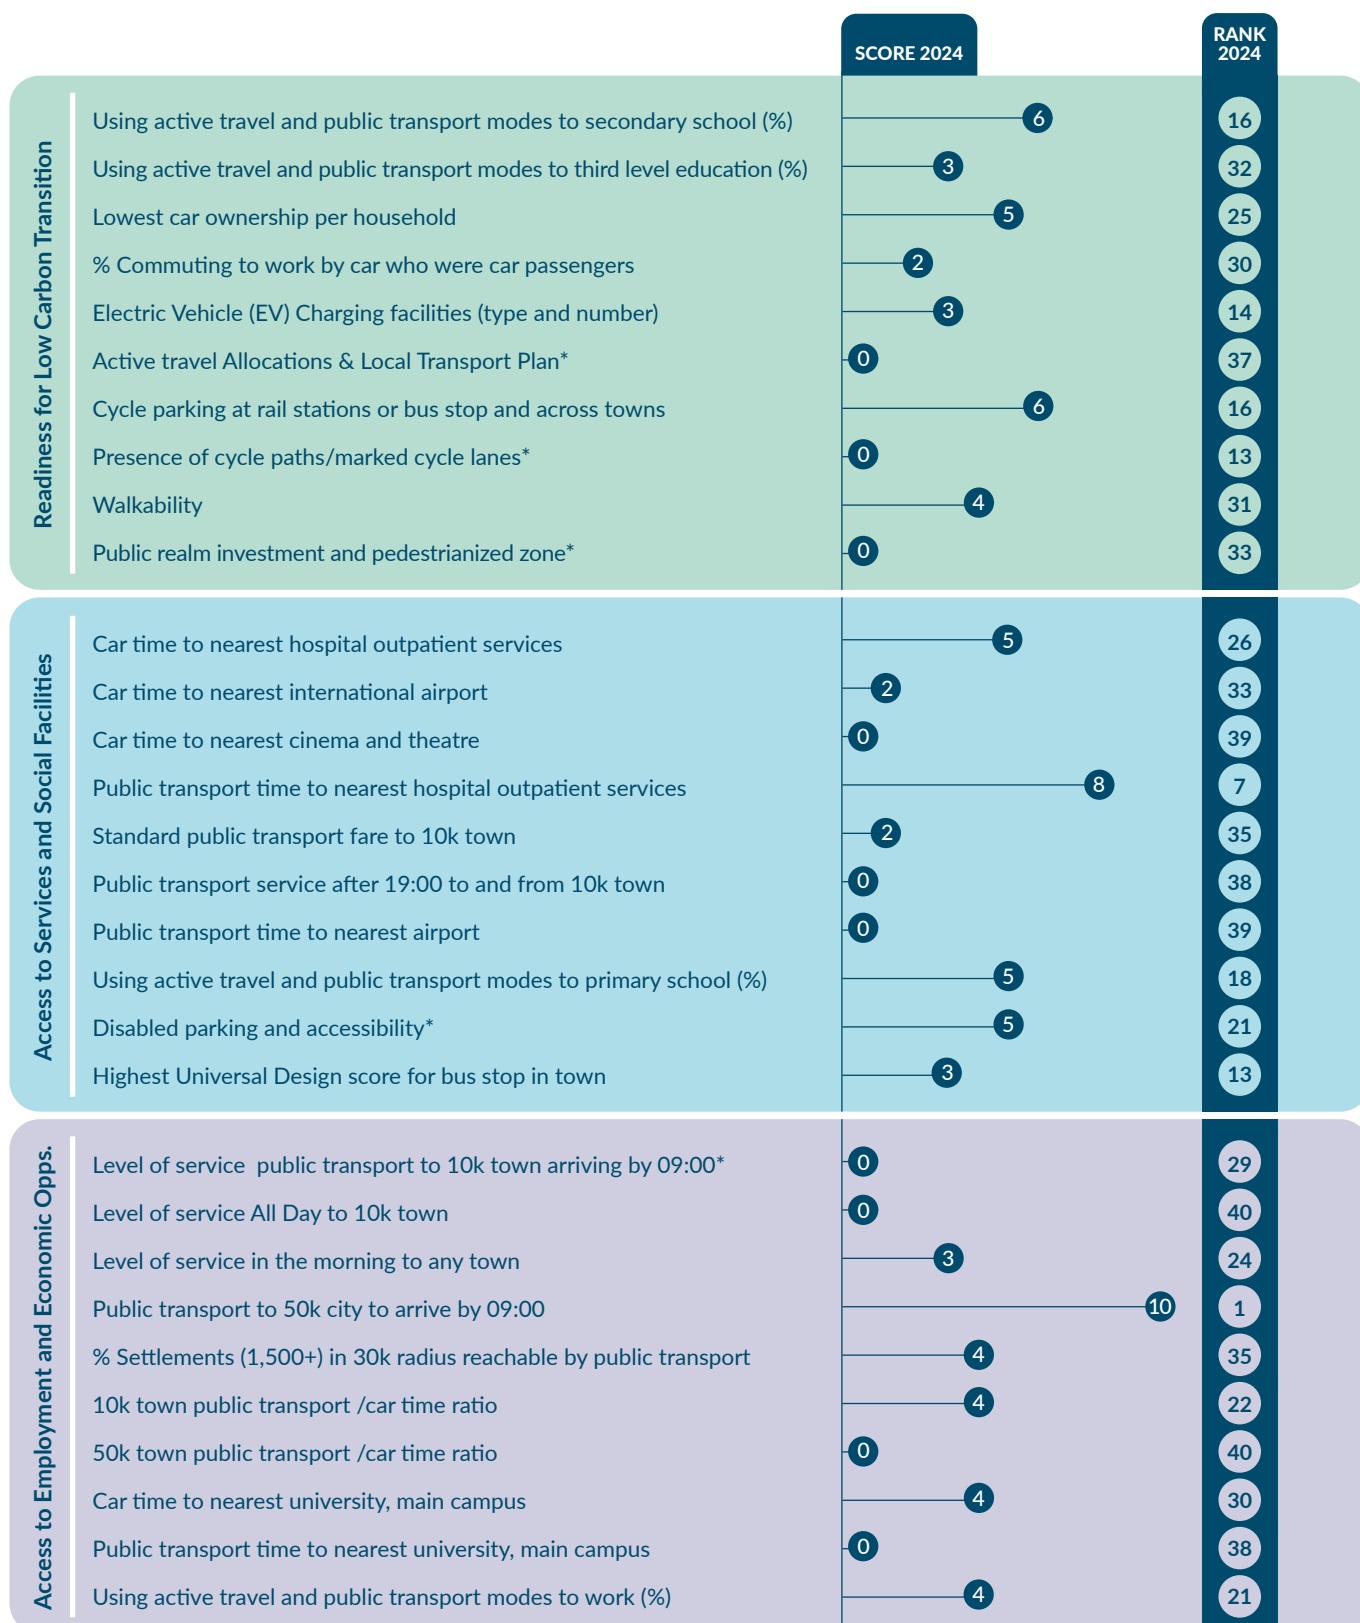 SCORE 2024
RANK
2024
Readiness for Low Carbon Transition
Using active travel and public transport modes to secondary school (%) 6 16
Using active travel and public transport modes to third level education (%) 3 32
Lowest car ownership per household 5 25
% Commuting to work by car who were car passengers 2 30
Electric Vehicle (EV) Charging facilities (type and number) 3 14
Active travel Allocations & Local Transport Plan* 0 37
Cycle parking at rail stations or bus stop and across towns 6 16
Presence of cycle paths/marked cycle lanes* 0 13
Walkability 4 31
Public realm investment and pedestrianized zone* 0 33
Access to Services and Social Facilities
Car time to nearest hospital outpatient services 5 26
Car time to nearest international airport 2 33
Car time to nearest cinema and theatre 0 39
Public transport time to nearest hospital outpatient services 8 7
Standard public transport fare to 10k town 2 35
Public transport service after 19:00 to and from 10k town 0 38
Public transport time to nearest airport 0 39
Using active travel and public transport modes to primary school (%) 5 18
Disabled parking and accessibility* 5 21
Highest Universal Design score for bus stop in town 3 13
Access to Employment and Economic Opps.
Level of service public transport to 10k town arriving by 09:00* 0 29
Level of service All Day to 10k town 0 40
Level of service in the morning to any town 3 24
Public transport to 50k city to arrive by 09:00 10 1
% Settlements (1,500+) in 30k radius reachable by public transport 4 35
10k town public transport /car time ratio 4 22
50k town public transport /car time ratio 0 40
Car time to nearest university, main campus 4 30
Public transport time to nearest university, main campus 0 38
Using active travel and public transport modes to work (%) 4 21